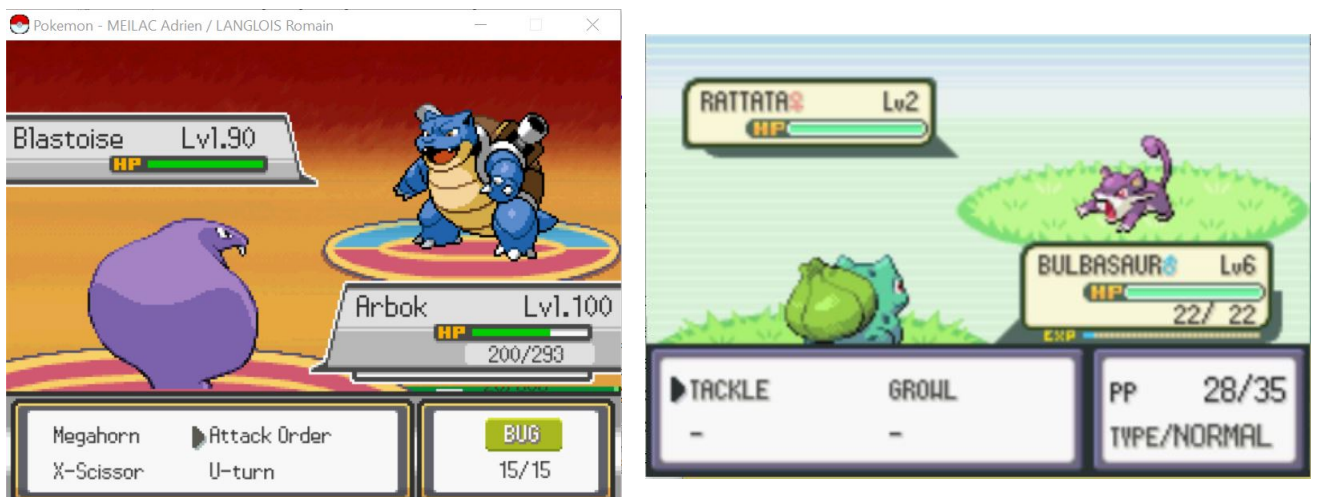 Pokemon - MEILAC Adrien / LANGLOIS Romain
Blastoise Lvl.90
HP
Arbok Lvl.100
HP
200/293
Megahorn Attack Order
X-Scissor U-turn
BUG
15/15
RATTATA♀ Lv2
HP
BULBASAUR♂ Lv6
HP
22/ 22
EXP
TACKLE GROWL
- -
PP 28/35
TYPE/NORMAL